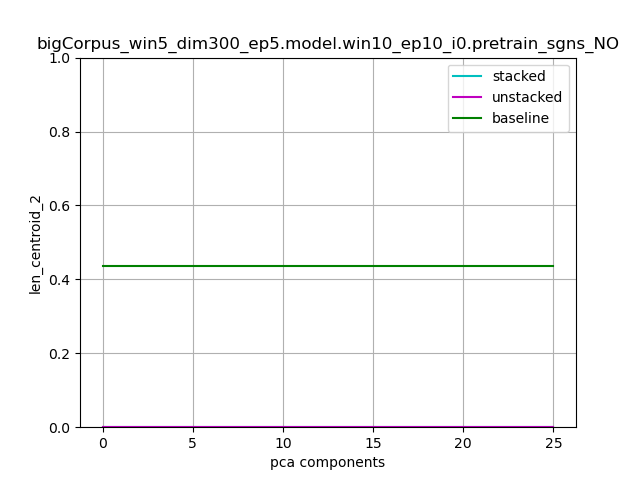 bigCorpus_win5_dim300_ep5.model.win10_ep10_i0.pretrain_sgns_NO
1.0
0.8
0.6
0.4
0.2
0.0
len_centroid_2
stacked
unstacked
baseline
0 5 10 15 20 25
pca components